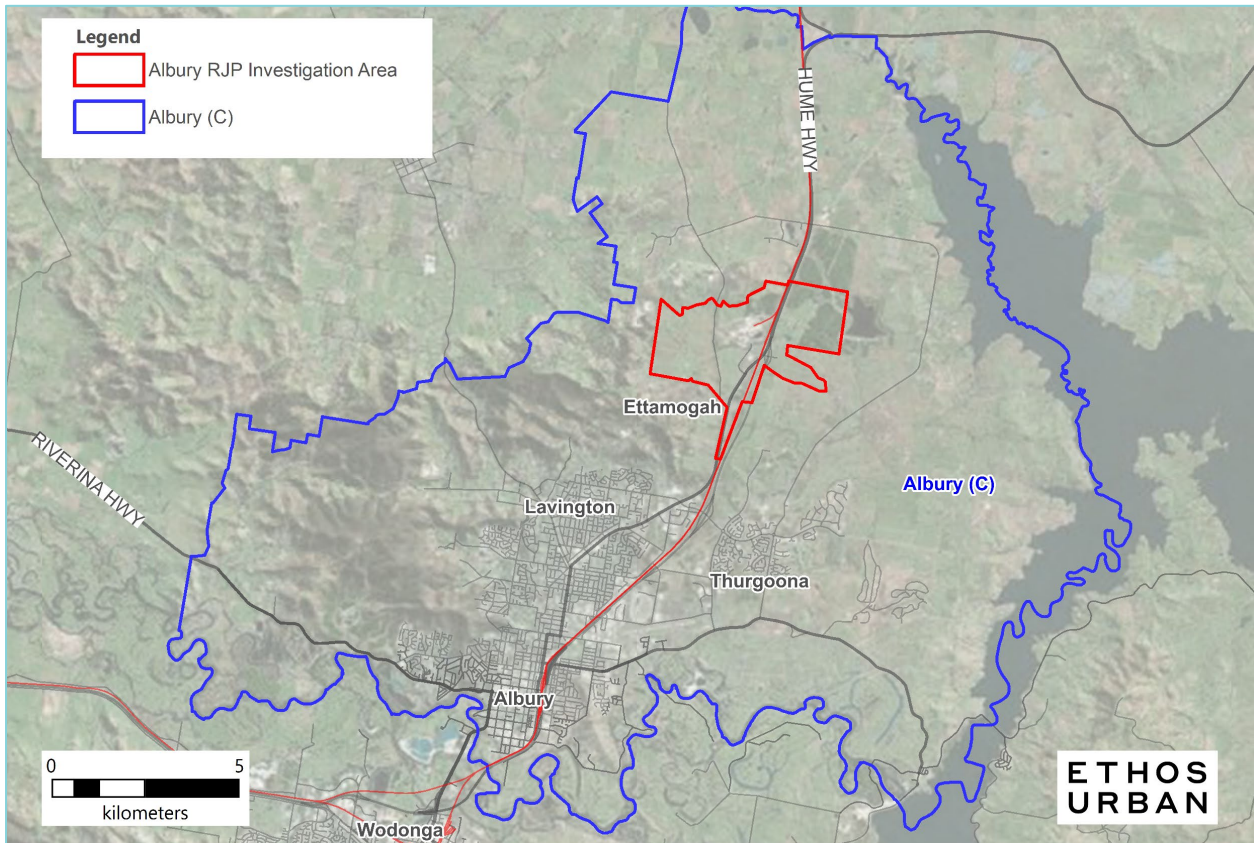 Legend
Albury RJP Investigation Area
Albury (C)
HUME HWY
Ettamogah
RIVERINA HWY
Albury (C)
Lavington
Thurgoona
Albury
0 5
kilometers
Wodonga
ETHOS
URBAN